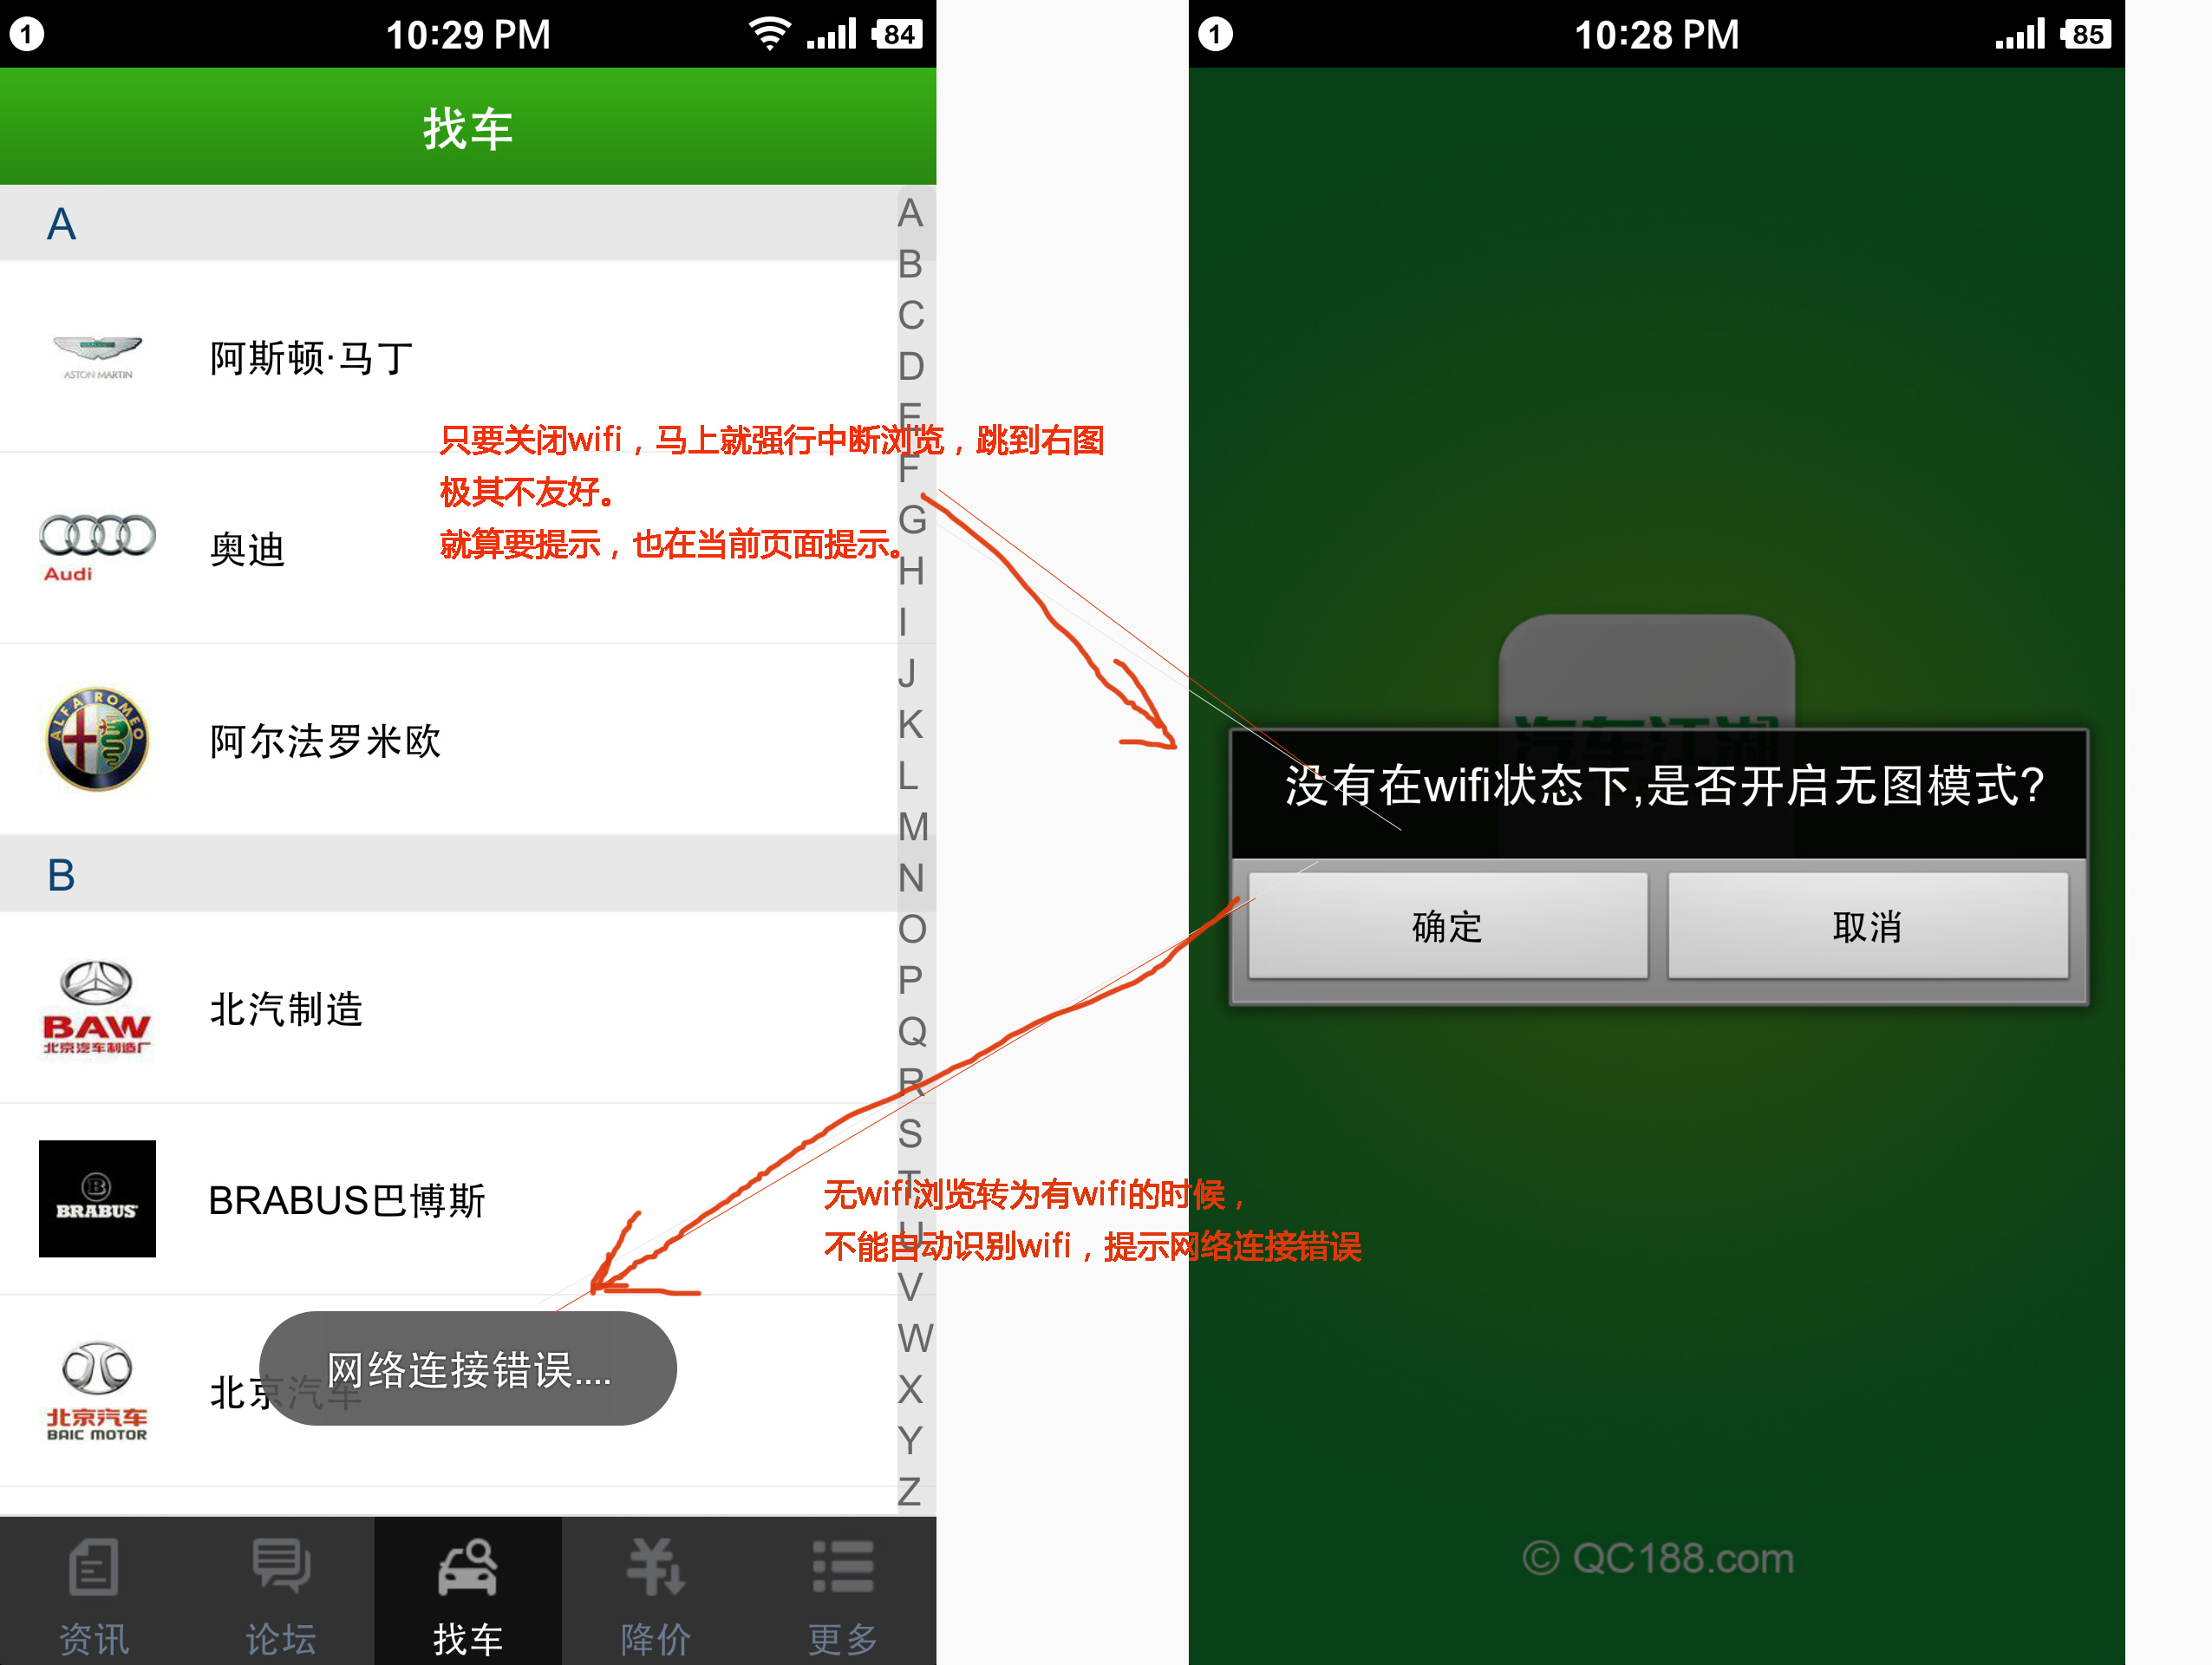 1 10:29 PM 84
找车
A
ASTON MARTIN 阿斯顿·马丁
Audi 奥迪
ALFA ROMEO 阿尔法罗米欧
B
BAW 北京汽车制造厂 北汽制造
B BRABUS BRABUS巴博斯
北京汽车 BAIC MOTOR 北京汽车
网络连接错误....
A
B
C
D
E
F
G
H
I
J
K
L
M
N
O
P
Q
R
S
T
U
V
W
X
Y
Z
资讯 论坛 找车 降价 更多
只要关闭wifi，马上就强行中断浏览，跳到右图
极其不友好。
就算要提示，也在当前页面提示。
无wifi浏览转为有wifi的时候，
不能自动识别wifi，提示网络连接错误
1 10:28 PM 85
汽车江湖
没有在wifi状态下,是否开启无图模式?
确定 取消
© QC188.com